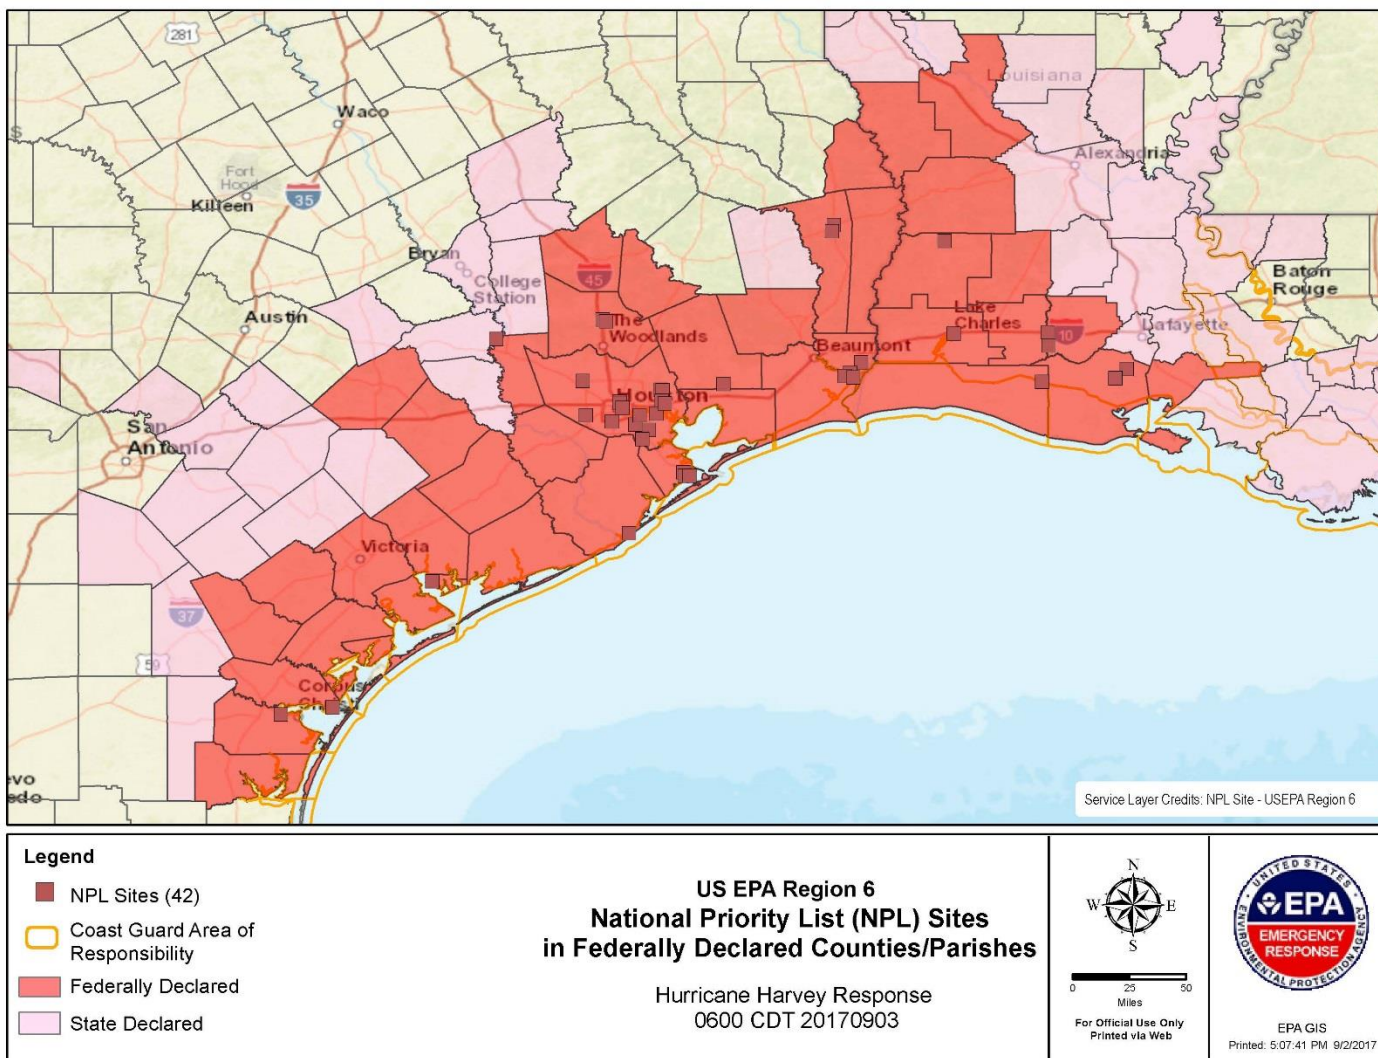 281
Louisiana
Waco
Alexandria
Fort
Hood
Killeen
35
Bryan
College
Station
45
Baton
Rouge
Austin
The
Woodlands
Lake
Charles
10
Lafayette
Beaumont
Houston
San
Antonio
Victoria
37
59
Corpus
Christi
evo
edo
Service Layer Credits: NPL Site - USEPA Region 6
Legend
NPL Sites (42)
Coast Guard Area of
Responsibility
Federally Declared
State Declared
US EPA Region 6
National Priority List (NPL) Sites
in Federally Declared Counties/Parishes
Hurricane Harvey Response
0600 CDT 20170903
N
W E
S
0 25 50
Miles
For Official Use Only
Printed via Web
UNITED STATES
EPA
EMERGENCY
RESPONSE
ENVIRONMENTAL PROTECTION AGENCY
EPA GIS
Printed: 5:07:41 PM 9/2/2017